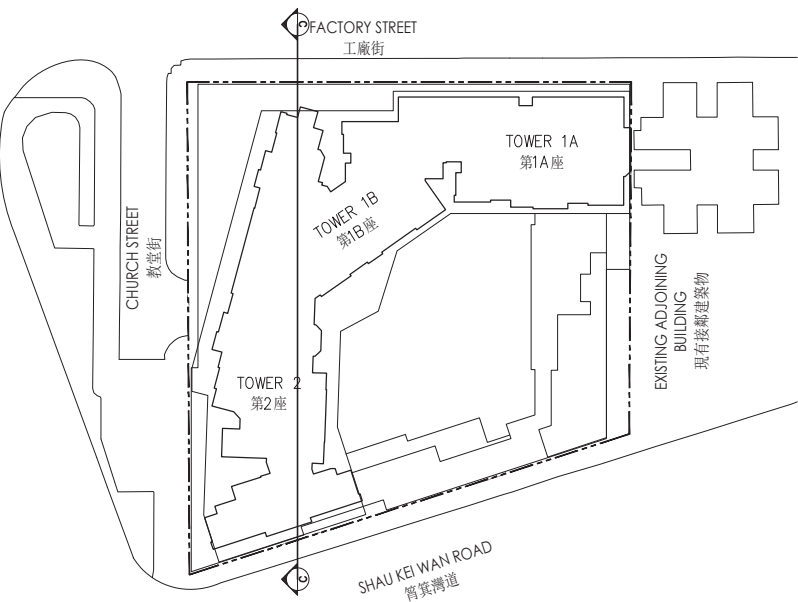 C
FACTORY STREET
工廠街
TOWER 1A
第1A座
TOWER 1B
第1B座
CHURCH STREET
教堂街
EXISTING ADJOINING
BUILDING
現有接鄰建築物
TOWER 2
第2座
SHAU KEI WAN ROAD
筲箕灣道
C